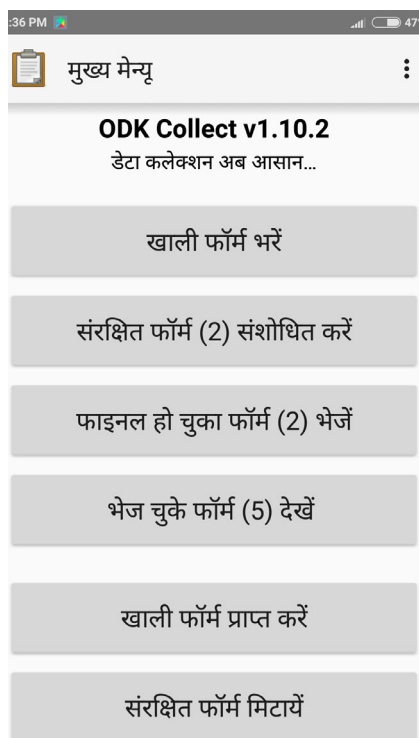 :36 PM 47
मुख्य मेन्यू
ODK Collect v1.10.2
डेटा कलेक्शन अब आसान...
खाली फॉर्म भरें
संरक्षित फॉर्म (2) संशोधित करें
फाइनल हो चुका फॉर्म (2) भेजें
भेज चुके फॉर्म (5) देखें
खाली फॉर्म प्राप्त करें
संरक्षित फॉर्म मिटायें